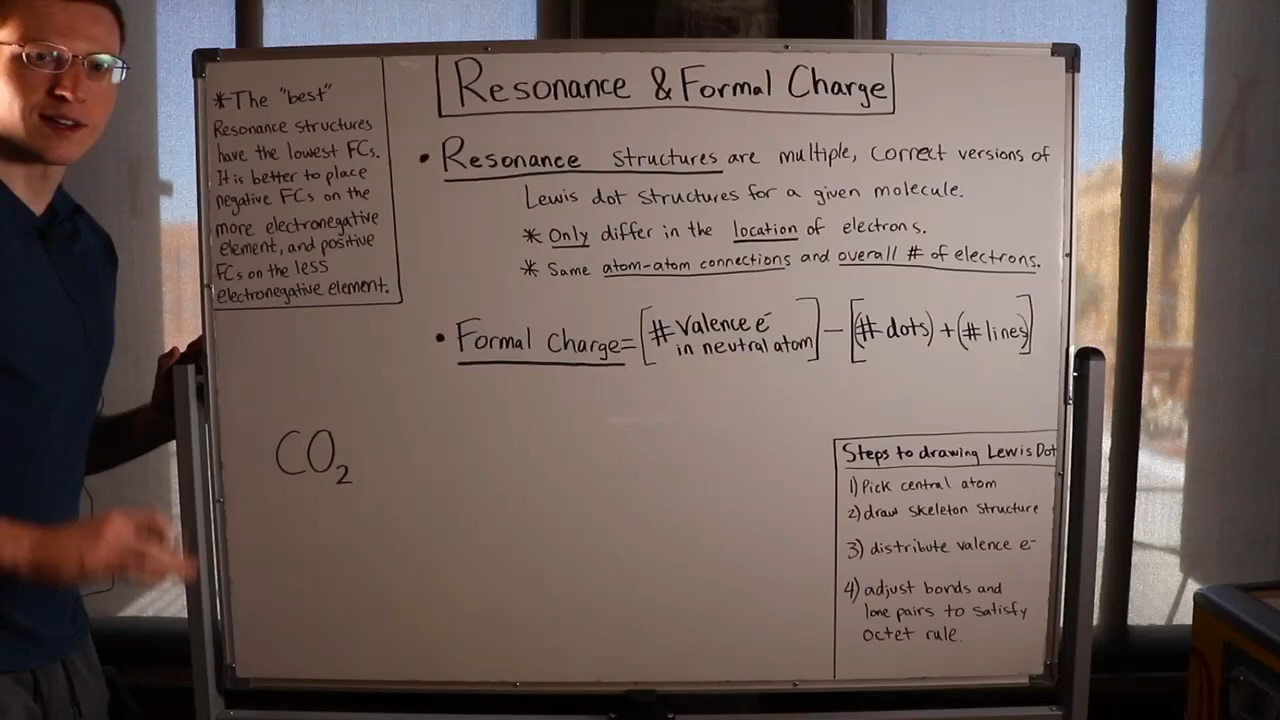 Resonance & Formal Charge
*The "best"
Resonance structures
have the lowest FCs.
It is better to place
negative FCs on the
more electronegative
element, and positive
FCs on the less
electronegative element.
• Resonance structures are multiple, correct versions of
Lewis dot structures for a given molecule.
* Only differ in the location of electrons.
* Same atom-atom connections and overall # of electrons.
• Formal Charge = [# Valence e⁻ in neutral atom] − [(# dots) + (# lines)]
CO₂
Steps to drawing Lewis Dot
1) Pick central atom
2) draw skeleton structure
3) distribute valence e⁻
4) adjust bonds and
lone pairs to satisfy
octet rule.